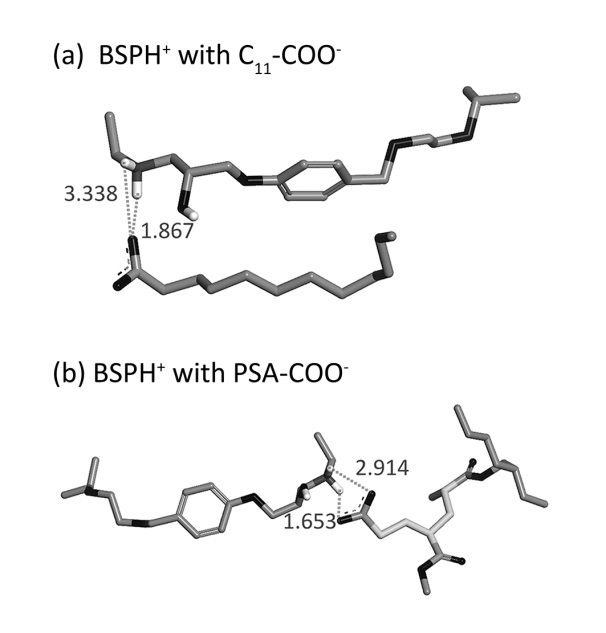 (a) BSPH⁺ with C₁₁-COO⁻
3.338
1.867
(b) BSPH⁺ with PSA-COO⁻
2.914
1.653